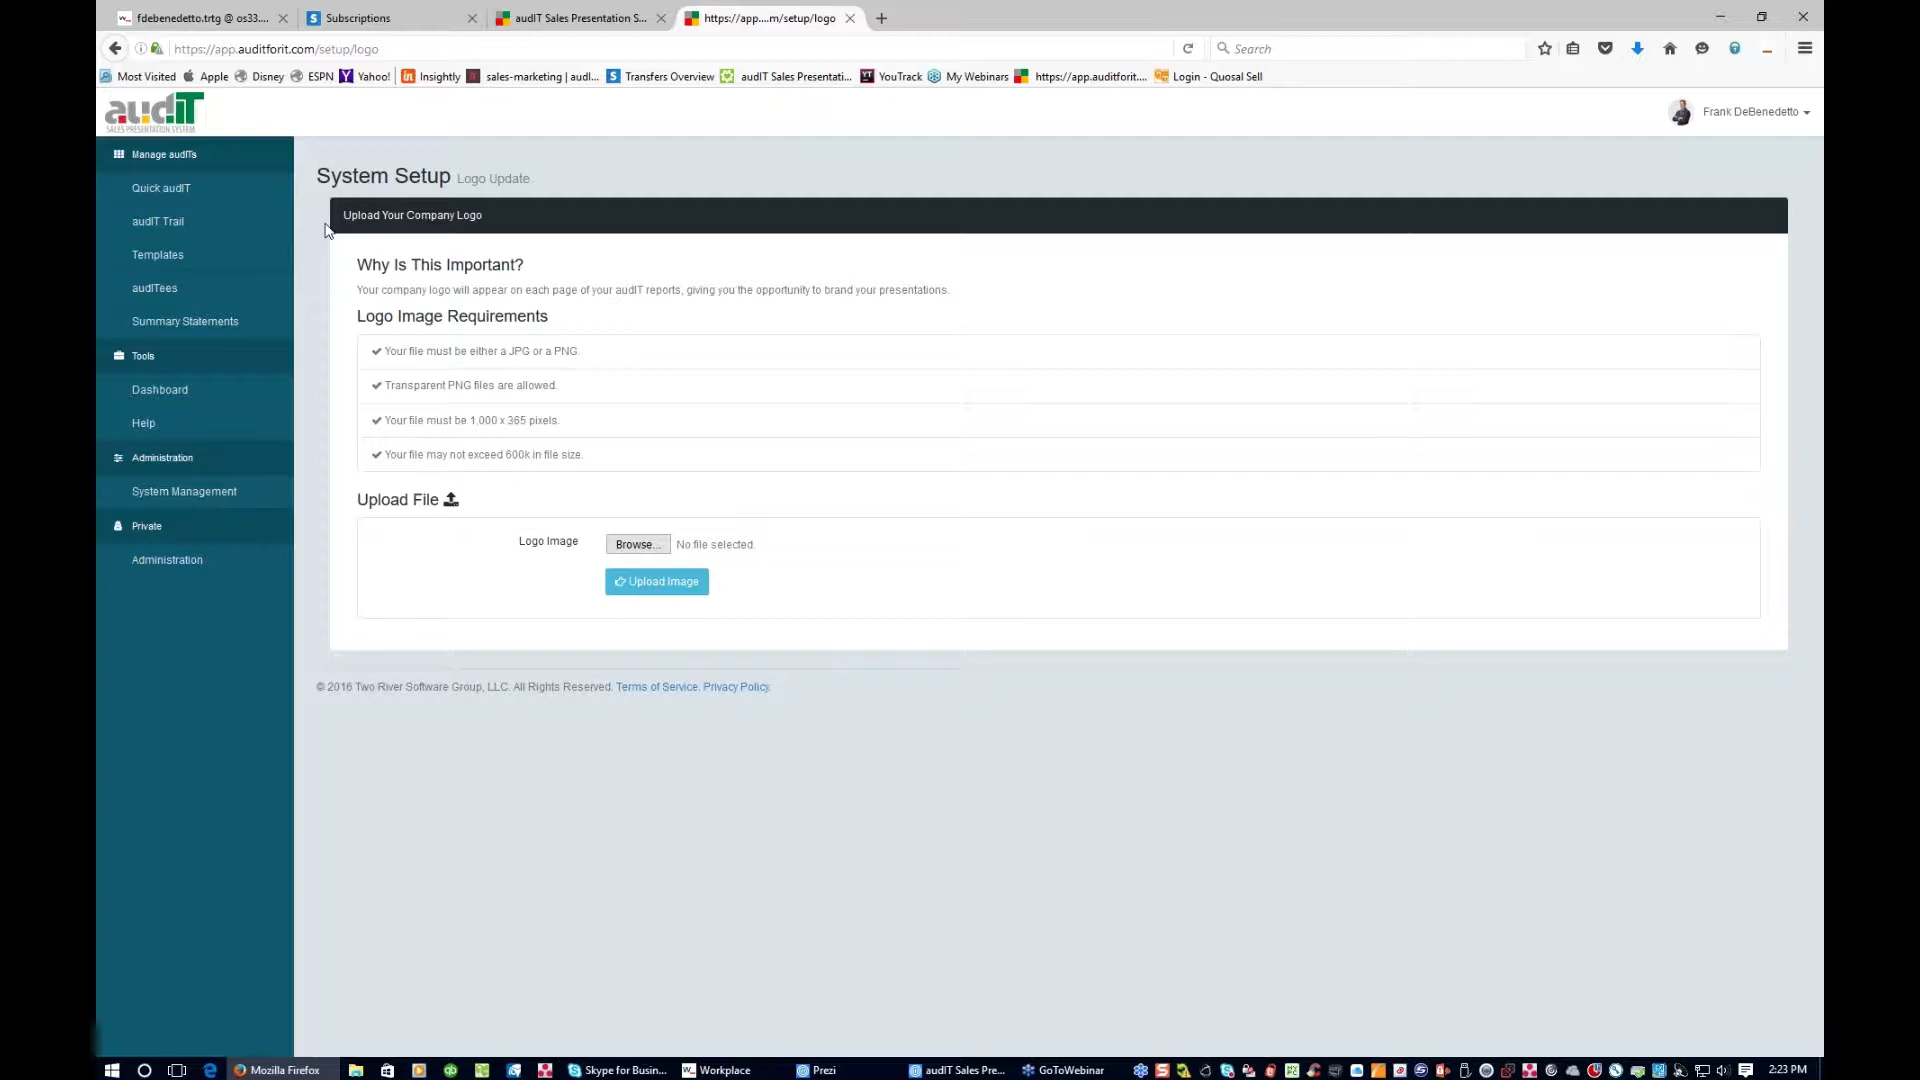 fdebenedetto.trtg @ os33....
Subscriptions
audIT Sales Presentation S...
https://app....m/setup/logo
https://app.auditforit.com/setup/logo
Search
Most Visited
Apple
Disney
ESPN
Yahoo!
Insightly
sales-marketing | audI...
Transfers Overview
audIT Sales Presentati...
YouTrack
My Webinars
https://app.auditforit....
Login - Quosal Sell
audIT
SALES PRESENTATION SYSTEM
Frank DeBenedetto
Manage audITs
Quick audIT
audIT Trail
Templates
audITees
Summary Statements
Tools
Dashboard
Help
Administration
System Management
Private
Administration
System Setup Logo Update
Upload Your Company Logo
Why Is This Important?
Your company logo will appear on each page of your audIT reports, giving you the opportunity to brand your presentations.
Logo Image Requirements
Your file must be either a JPG or a PNG.
Transparent PNG files are allowed.
Your file must be 1,000 x 365 pixels.
Your file may not exceed 600k in file size.
Upload File
Logo Image
Browse... No file selected.
Upload Image
© 2016 Two River Software Group, LLC. All Rights Reserved. Terms of Service. Privacy Policy.
Mozilla Firefox
Skype for Busin...
Workplace
Prezi
audIT Sales Pre...
GoToWebinar
2:23 PM